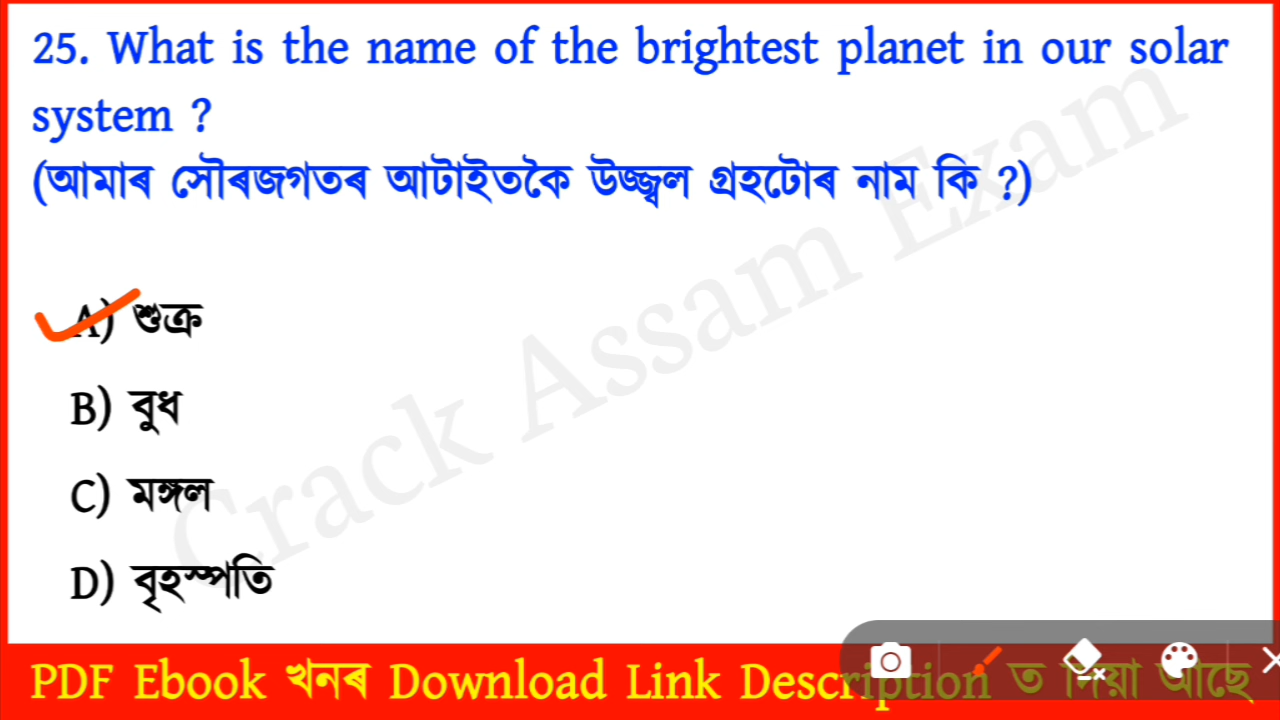 25. What is the name of the brightest planet in our solar
system ?
(আমাৰ সৌৰজগতৰ আটাইতকৈ উজ্জ্বল গ্ৰহটোৰ নাম কি ?)
A) শুক্ৰ
B) বুধ
C) মঙ্গল
D) বৃহস্পতি
Crack Assam Exam
PDF Ebook খনৰ Download Link Description ত দিয়া আছে